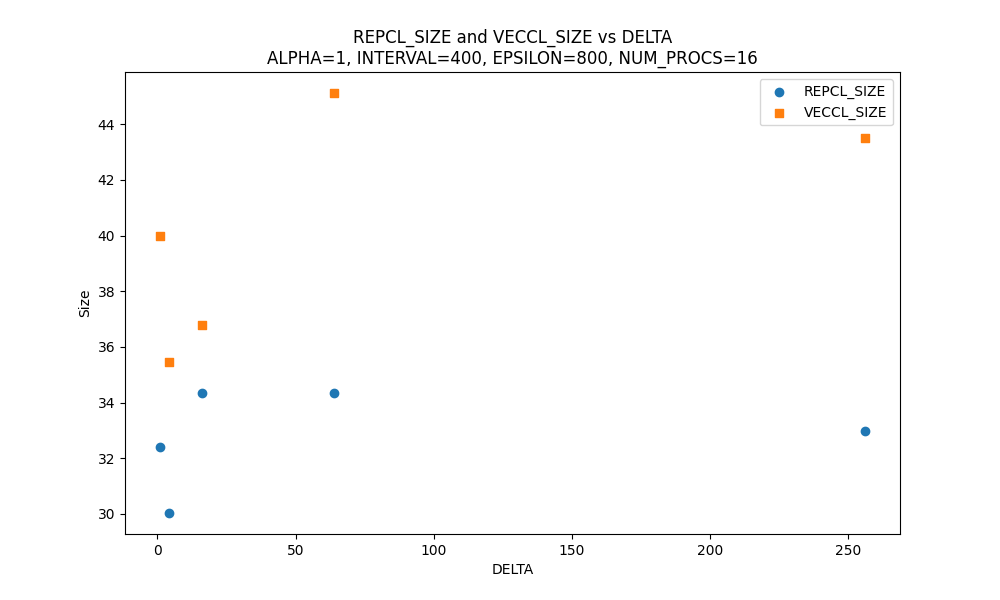 REPCL_SIZE and VECCL_SIZE vs DELTA
ALPHA=1, INTERVAL=400, EPSILON=800, NUM_PROCS=16
REPCL_SIZE
VECCL_SIZE
44
42
40
38
36
34
32
30
Size
0
50
100
150
200
250
DELTA